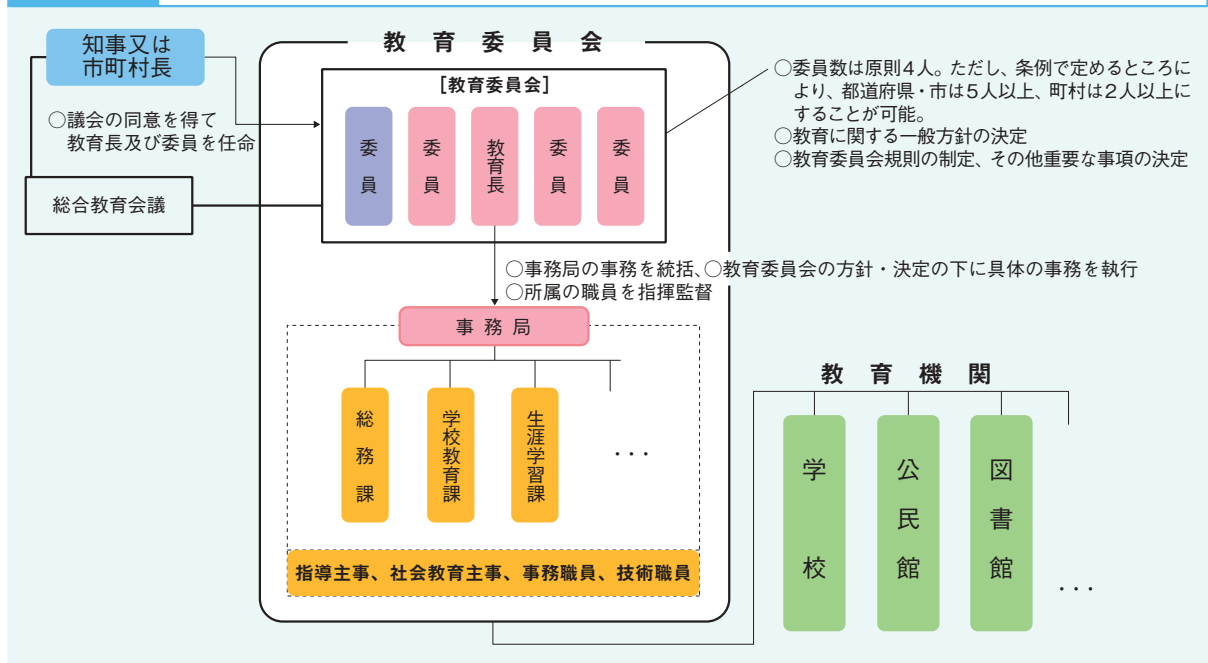 教育委員会
知事又は
市町村長
○議会の同意を得て
教育長及び委員を任命
総合教育会議
[教育委員会]
委員
委員
教育長
委員
委員
○委員数は原則4人。ただし、条例で定めるところに
より、都道府県・市は5人以上、町村は2人以上に
することが可能。
○教育に関する一般方針の決定
○教育委員会規則の制定、その他重要な事項の決定
○事務局の事務を統括、○教育委員会の方針・決定の下に具体の事務を執行
○所属の職員を指揮監督
事務局
総務課
学校教育課
生涯学習課
・・・
指導主事、社会教育主事、事務職員、技術職員
教育機関
学校
公民館
図書館
・・・